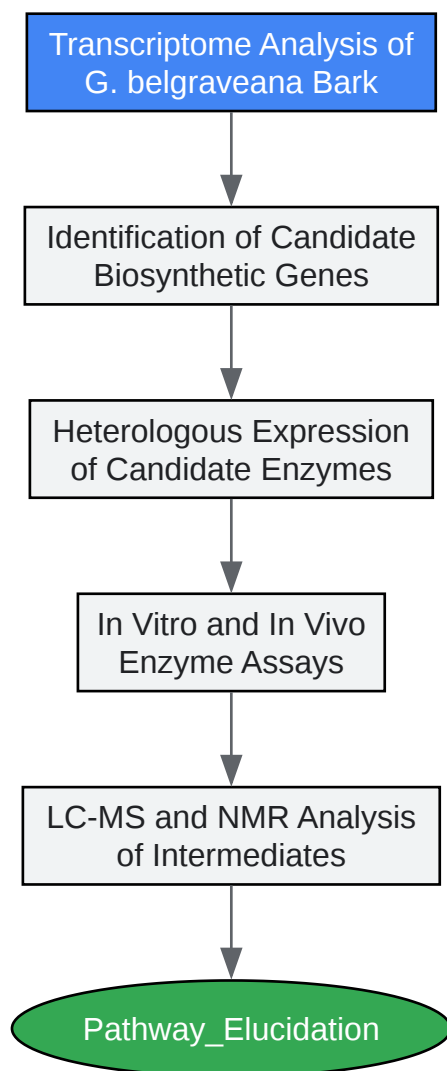 Transcriptome Analysis of
G. belgraveana Bark
Identification of Candidate
Biosynthetic Genes
Heterologous Expression
of Candidate Enzymes
In Vitro and In Vivo
Enzyme Assays
LC-MS and NMR Analysis
of Intermediates
Pathway_Elucidation